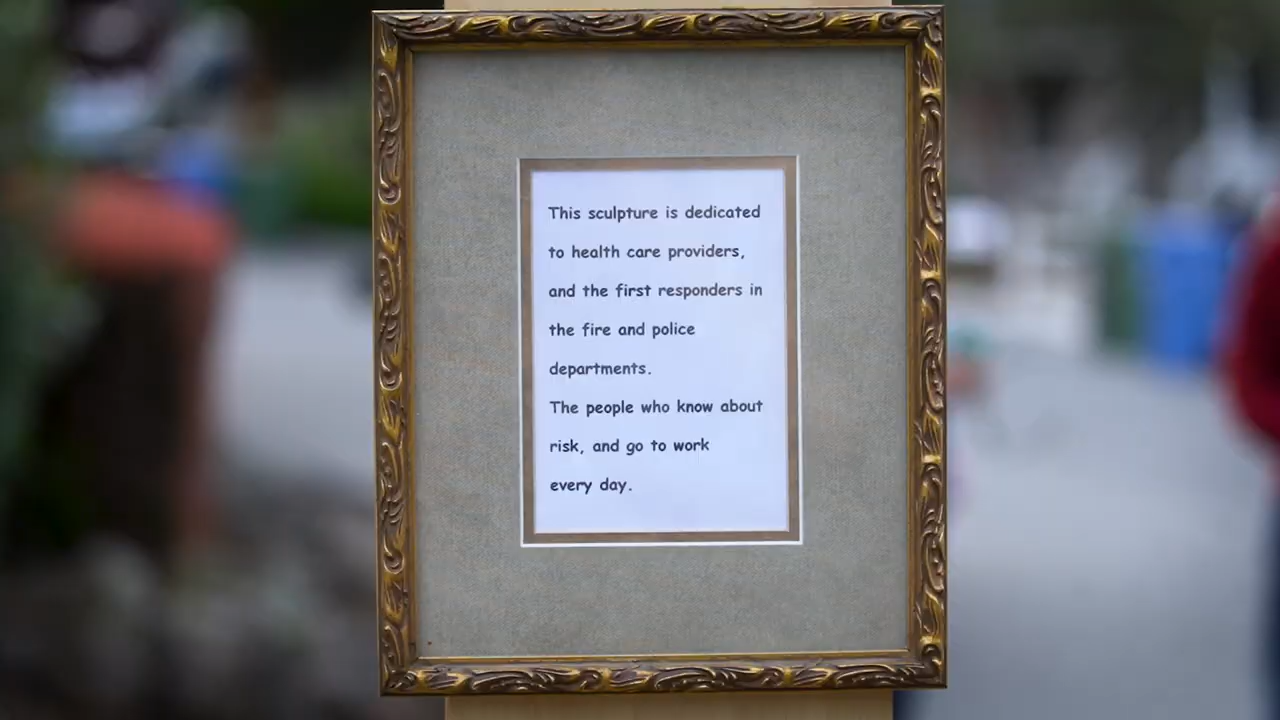 This sculpture is dedicated
to health care providers,
and the first responders in
the fire and police
departments.
The people who know about
risk, and go to work
every day.